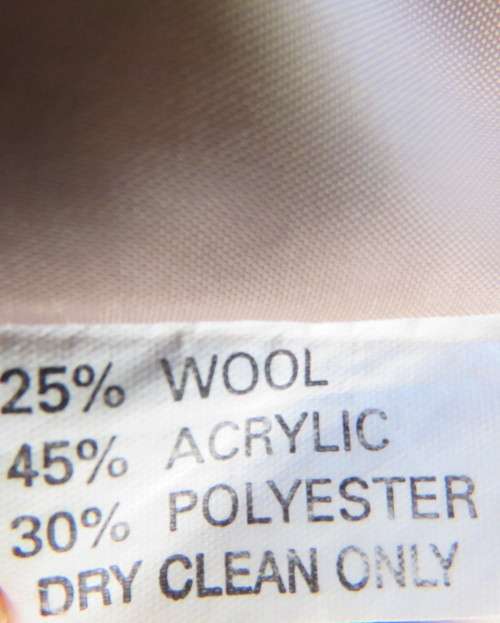 25% WOOL
45% ACRYLIC
30% POLYESTER
DRY CLEAN ONLY